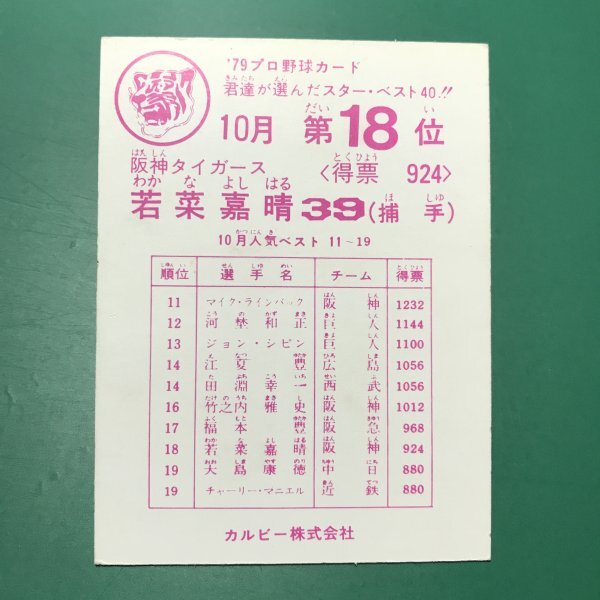 '79プロ野球カード
君達が選んだスター・ベスト40.!!
10月 第18位
阪神タイガース 〈得票 924〉
若菜嘉晴39(捕手)
10月人気ベスト 11~19
順位 選手名 チーム 得票
11 マイク・ラインバック 阪神 1232
12 河埜和正 巨人 1144
13 ジョン・シピン 巨人 1100
14 江夏豊 広島 1056
14 田淵幸一 西武 1056
16 竹之内雅史 阪神 1012
17 福本豊 阪急 968
18 若菜嘉晴 阪神 924
19 大島康徳 中日 880
19 チャーリー・マニエル 近鉄 880
カルビー株式会社